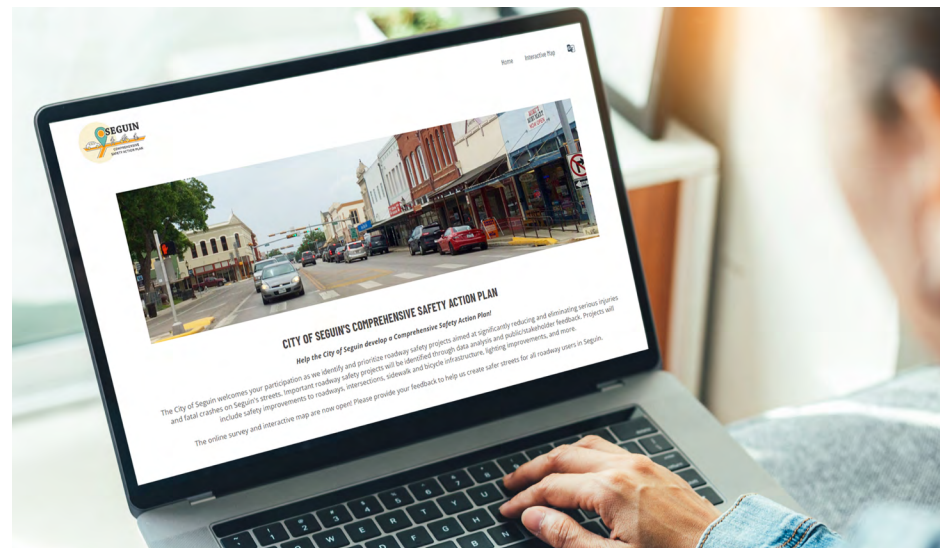 Home Interactive Map
SEGUIN
COMPREHENSIVE
SAFETY ACTION PLAN
CITY OF SEGUIN'S COMPREHENSIVE SAFETY ACTION PLAN
Help the City of Seguin develop a Comprehensive Safety Action Plan!
The City of Seguin welcomes your participation as we identify and prioritize roadway safety projects aimed at significantly reducing and eliminating serious injuries
and fatal crashes on Seguin's streets. Important roadway safety projects will be identified through data analysis and public/stakeholder feedback. Projects will
include safety improvements to roadways, intersections, sidewalk and bicycle infrastructure, lighting improvements, and more.
The online survey and interactive map are now open! Please provide your feedback to help us create safer streets for all roadway users in Seguin.